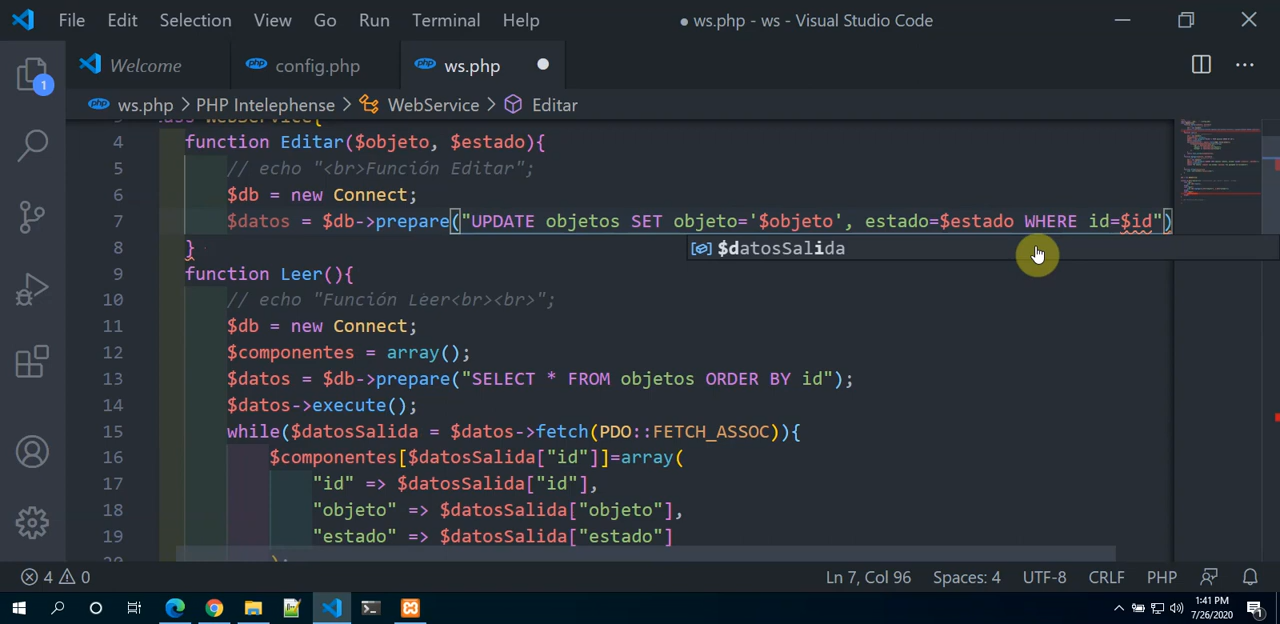 File Edit Selection View Go Run Terminal Help ● ws.php - ws - Visual Studio Code
1
Welcome config.php ws.php
ws.php > PHP Intelephense > WebService > Editar
4 function Editar($objeto, $estado){
5 // echo "<br>Función Editar";
6 $db = new Connect;
7 $datos = $db->prepare("UPDATE objetos SET objeto='$objeto', estado=$estado WHERE id=$id")
$datosSalida
8 }
9 function Leer(){
10 // echo "Función Leer<br><br>";
11 $db = new Connect;
12 $componentes = array();
13 $datos = $db->prepare("SELECT * FROM objetos ORDER BY id");
14 $datos->execute();
15 while($datosSalida = $datos->fetch(PDO::FETCH_ASSOC)){
16 $componentes[$datosSalida["id"]]=array(
17 "id" => $datosSalida["id"],
18 "objeto" => $datosSalida["objeto"],
19 "estado" => $datosSalida["estado"]
4 0 Ln 7, Col 96 Spaces: 4 UTF-8 CRLF PHP
1:41 PM
7/26/2020
1